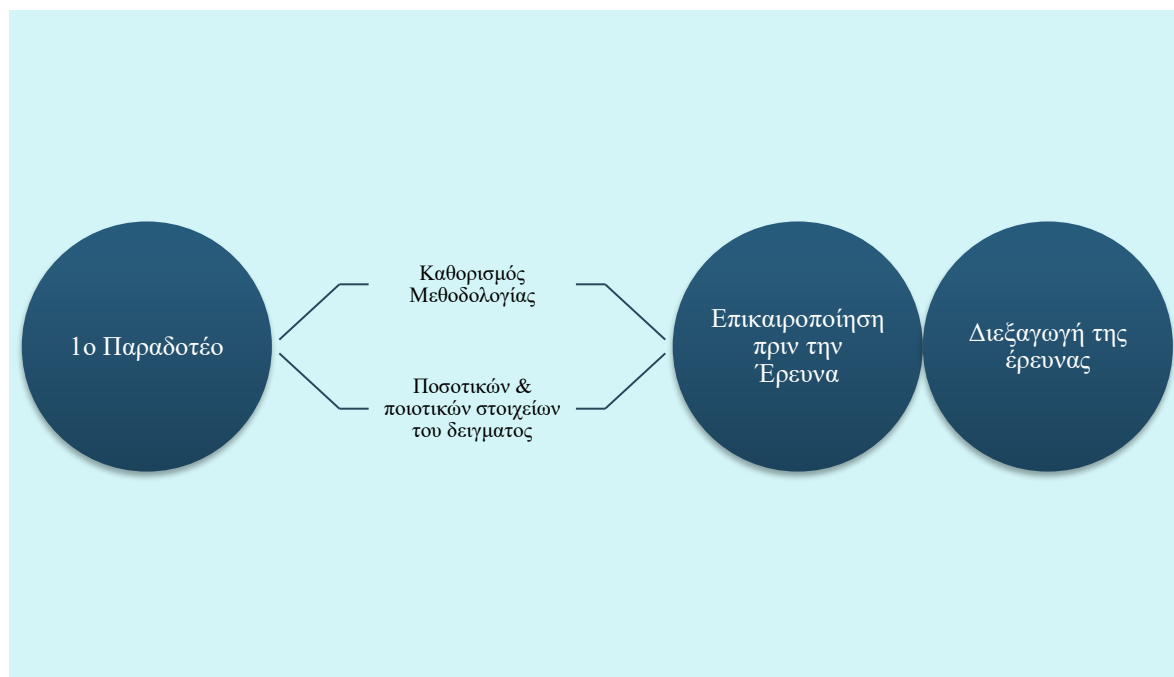 1ο Παραδοτέο
Καθορισμός
Μεθοδολογίας
Ποσοτικών &
ποιοτικών στοιχείων
του δειγματος
Επικαιροποίηση
πριν την
Έρευνα
Διεξαγωγή της
έρευνας